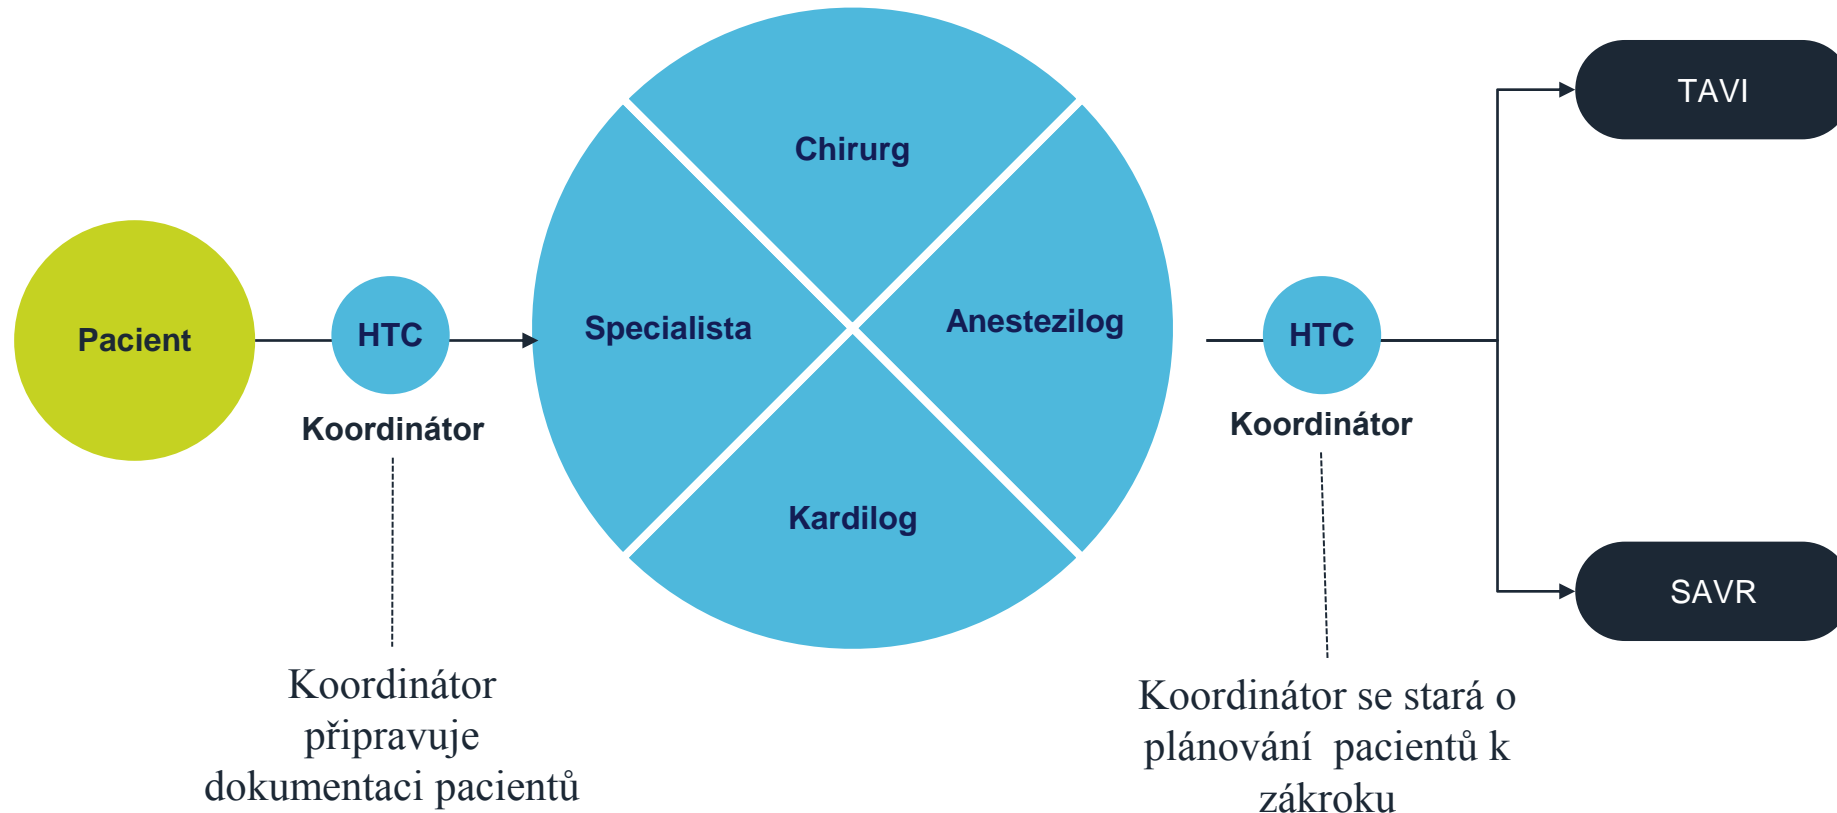 Pacient
HTC
Koordinátor
Koordinátor
připravuje
dokumentaci pacientů
Chirurg
Specialista
Anestezilog
Kardilog
HTC
Koordinátor
Koordinátor se stará o
plánování  pacientů k
zákroku
TAVI
SAVR